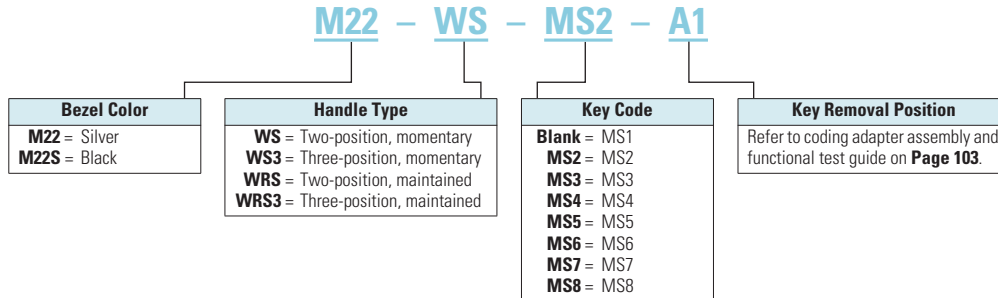 M22 – WS – MS2 – A1
Bezel Color
M22 = Silver
M22S = Black
Handle Type
WS = Two-position, momentary
WS3 = Three-position, momentary
WRS = Two-position, maintained
WRS3 = Three-position, maintained
Key Code
Blank = MS1
MS2 = MS2
MS3 = MS3
MS4 = MS4
MS5 = MS5
MS6 = MS6
MS7 = MS7
MS8 = MS8
Key Removal Position
Refer to coding adapter assembly and
functional test guide on Page 103.